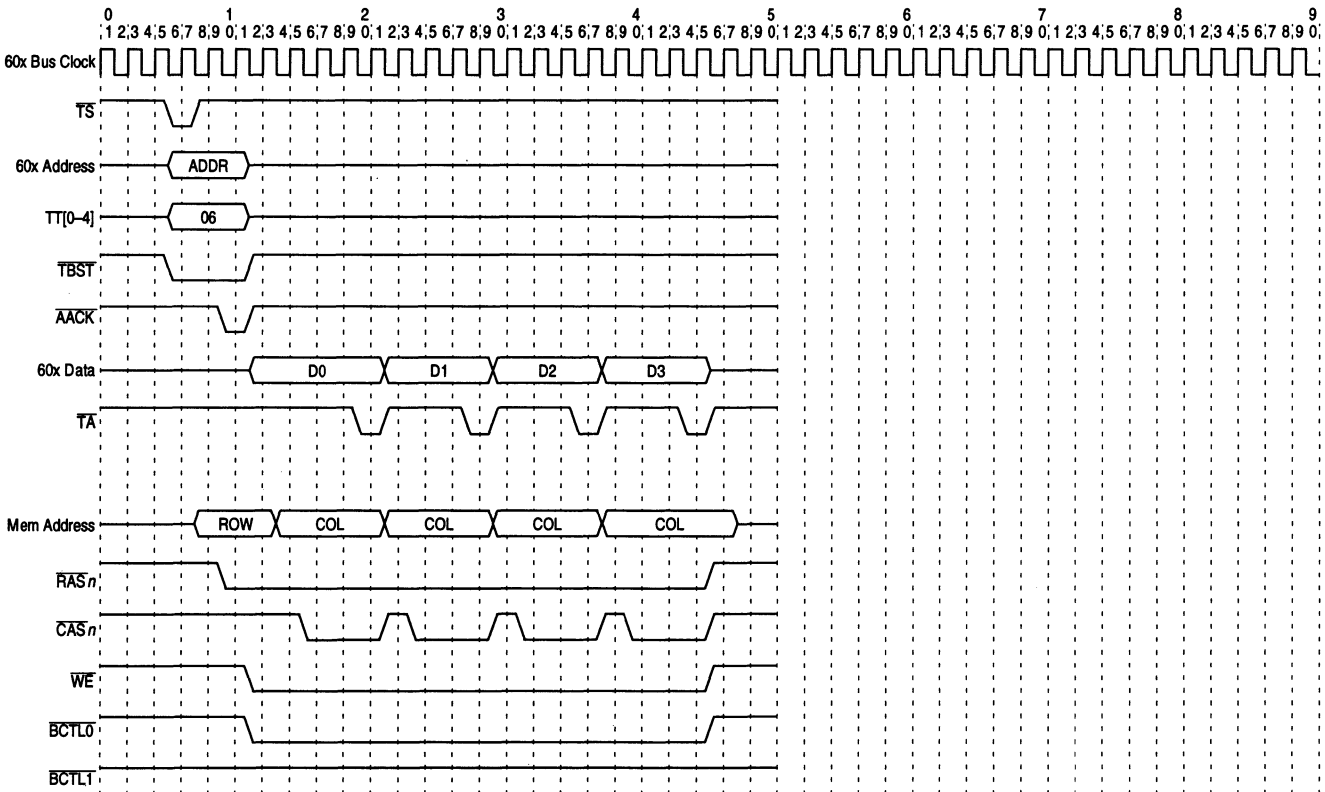 0 1 2 3 4 5 6 7 8 9
1 2 3 4 5 6 7 8 9 0 1 2 3 4 5 6 7 8 9 0 1 2 3 4 5 6 7 8 9 0 1 2 3 4 5 6 7 8 9 0 1 2 3 4 5 6 7 8 9 0 1 2 3 4 5 6 7 8 9 0 1 2 3 4 5 6 7 8 9 0 1 2 3 4 5 6 7 8 9 0 1 2 3 4 5 6 7 8 9 0
60x Bus Clock
TS
60x Address ADDR
TT[0–4] 06
TBST
AACK
60x Data D0 D1 D2 D3
TA
Mem Address ROW COL COL COL COL
RASn
CASn
WE
BCTL0
BCTL1